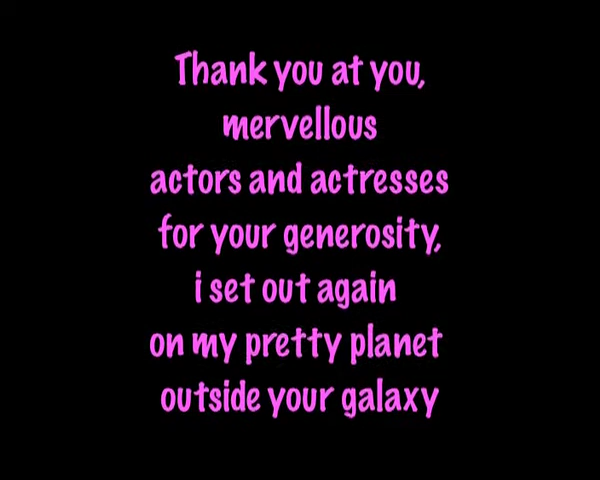 Thank you at you,
mervellous
actors and actresses
for your generosity,
i set out again
on my pretty planet
outside your galaxy